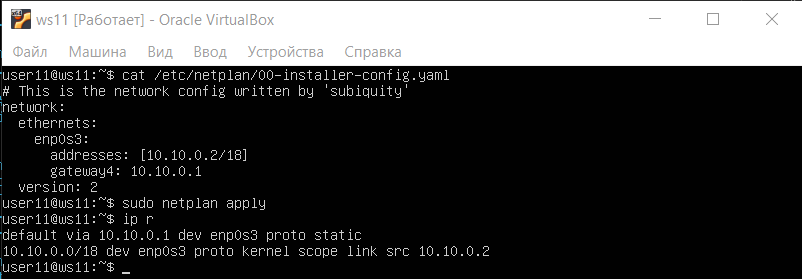 ws11 [Работает] - Oracle VirtualBox
Файл Машина Вид Ввод Устройства Справка
user11@ws11:~$ cat /etc/netplan/00-installer-config.yaml
# This is the network config written by 'subiquity'
network:
  ethernets:
    enp0s3:
      addresses: [10.10.0.2/18]
      gateway4: 10.10.0.1
  version: 2
user11@ws11:~$ sudo netplan apply
user11@ws11:~$ ip r
default via 10.10.0.1 dev enp0s3 proto static
10.10.0.0/18 dev enp0s3 proto kernel scope link src 10.10.0.2
user11@ws11:~$ _